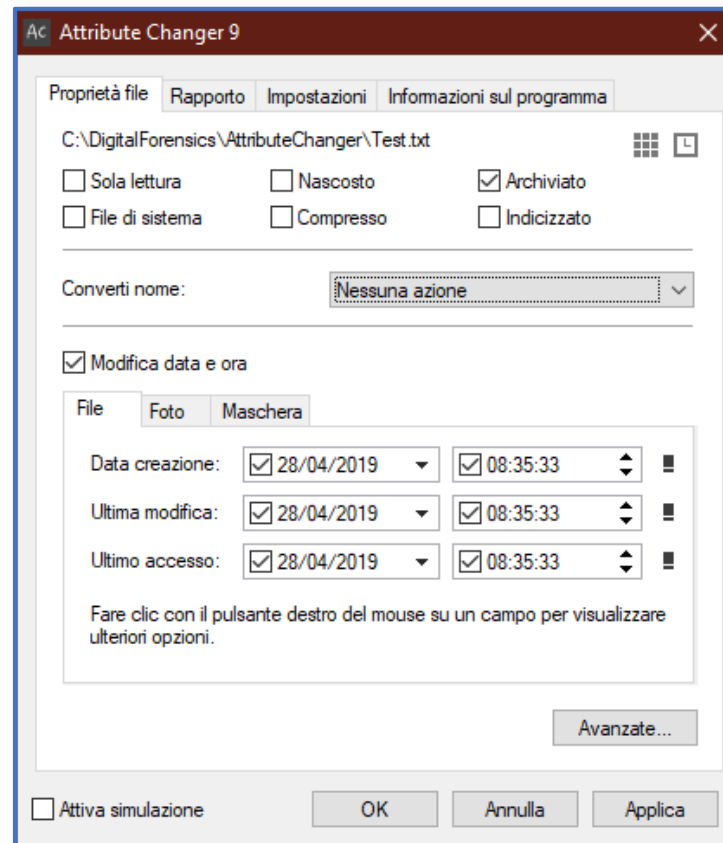 Ac Attribute Changer 9
Proprietà file Rapporto Impostazioni Informazioni sul programma
C:\DigitalForensics\AttributeChanger\Test.txt
Sola lettura Nascosto Archiviato
File di sistema Compresso Indicizzato
Converti nome: Nessuna azione
Modifica data e ora
File Foto Maschera
Data creazione: 28/04/2019 08:35:33
Ultima modifica: 28/04/2019 08:35:33
Ultimo accesso: 28/04/2019 08:35:33
Fare clic con il pulsante destro del mouse su un campo per visualizzare
ulteriori opzioni.
Avanzate...
Attiva simulazione OK Annulla Applica